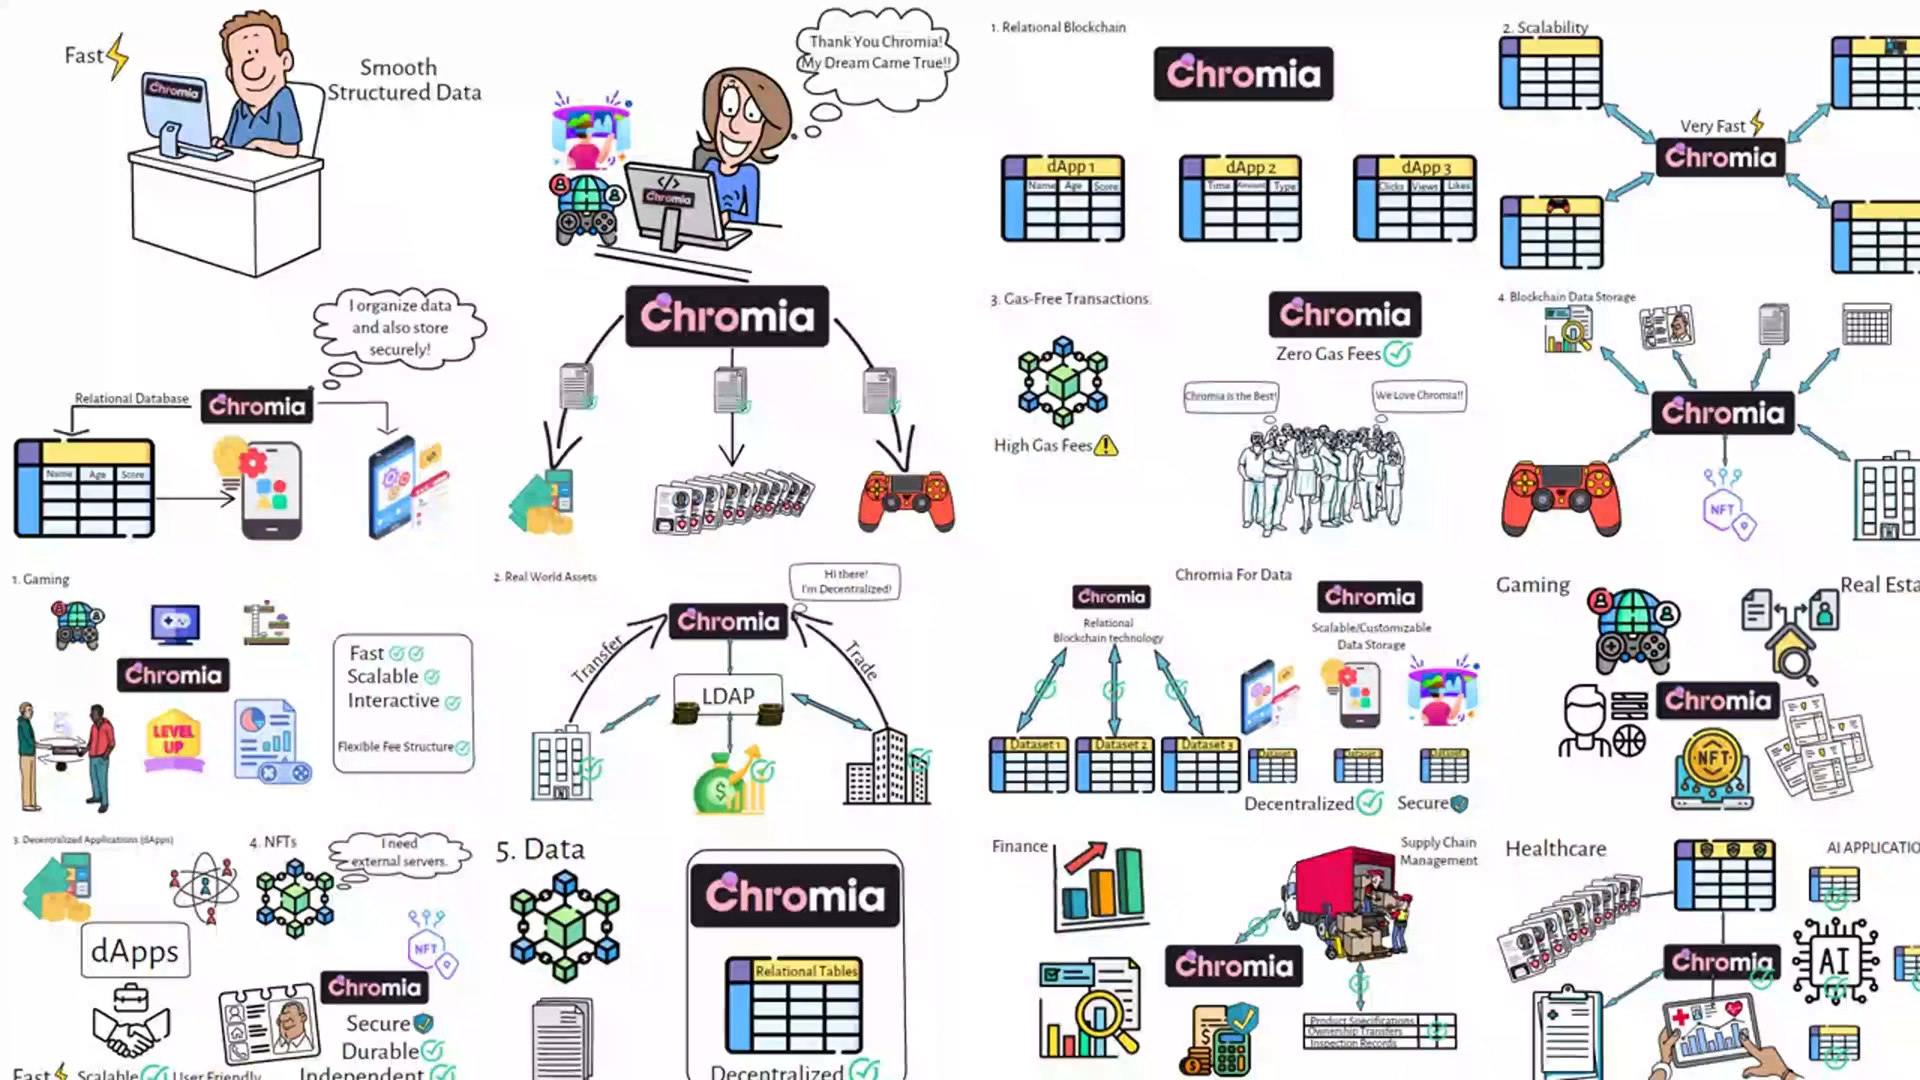 Fast
Chromia
Smooth
Structured Data
Thank You Chromia!
My Dream Came True!!
</>
Chromia
1. Relational Blockchain
Chromia
dApp 1
Name Age Score
dApp 2
Time Amount Type
dApp 3
Clicks Views Likes
2. Scalability
Very Fast
Chromia
I organize data
and also store
securely!
Relational Database
Chromia
Name Age Score
Chromia
3. Gas-Free Transactions.
Chromia
Zero Gas Fees
High Gas Fees
Chromia is the Best!
We Love Chromia!!
4. Blockchain Data Storage
Chromia
NFT
1. Gaming
Chromia
LEVEL
UP
Fast
Scalable
Interactive
Flexible Fee Structure
2. Real World Assets
Hi there!
I'm Decentralized!
Chromia
Transfer
Trade
LDAP
$
Chromia For Data
Chromia
Relational
Blockchain technology
Chromia
Scalable/Customizable
Data Storage
Dataset 1
Dataset 2
Dataset 3
Decentralized
Secure
Gaming
Real Esta
Chromia
NFT
3. Decentralized Applications (dApps)
dApps
Fast
Scalable
User Friendly
4. NFTs
I need
external servers.
NFT
Chromia
Secure
Durable
Independent
5. Data
Chromia
Relational Tables
Decentralized
Finance
Supply Chain
Management
Chromia
Product Specifications
Ownership Transfers
Inspection Records
Healthcare
AI APPLICATIO
Chromia
AI